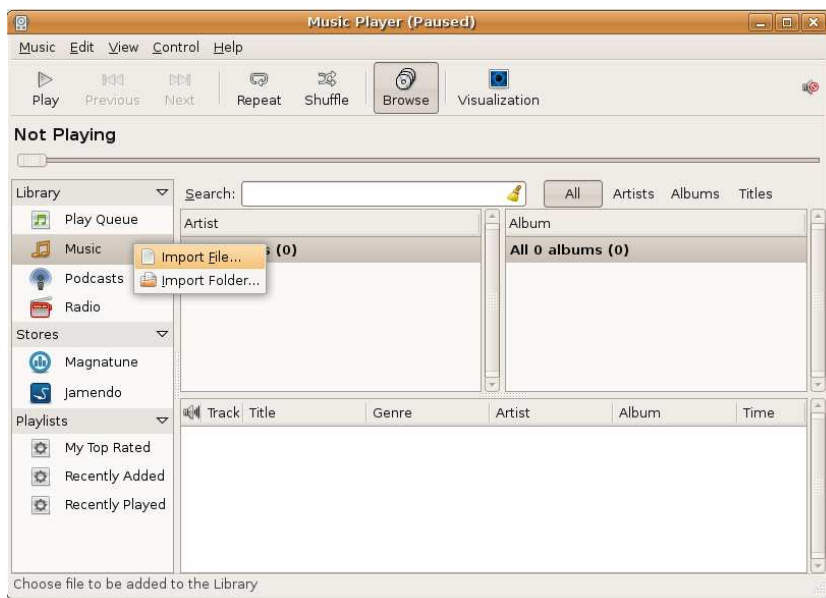 Music Player (Paused)
Music Edit View Control Help
Play Previous Next Repeat Shuffle Browse Visualization
Not Playing
Library
Search:
All Artists Albums Titles
Play Queue
Artist
Album
Music
(0)
All 0 albums (0)
Import File...
Import Folder...
Podcasts
Radio
Stores
Magnatune
Jamendo
Playlists
Track Title Genre Artist Album Time
My Top Rated
Recently Added
Recently Played
Choose file to be added to the Library